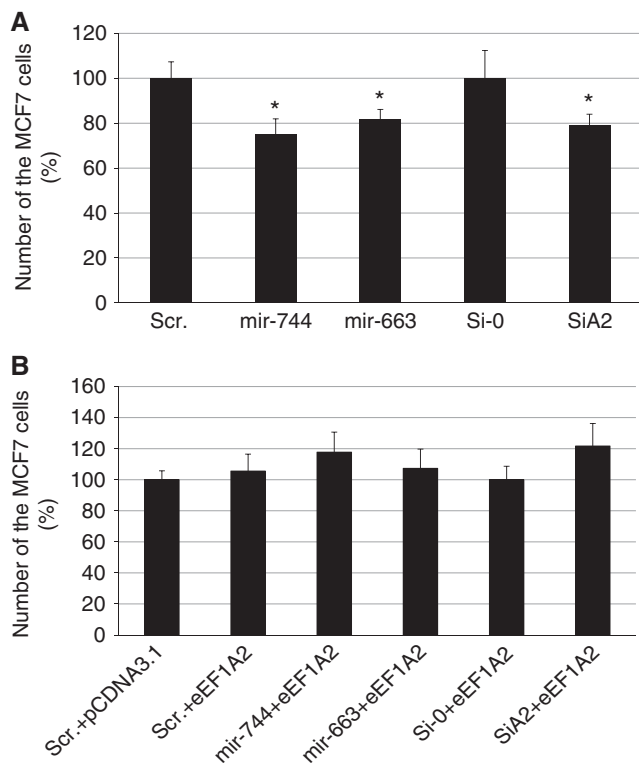 A
Number of the MCF7 cells
(%)
120
100
80
60
40
20
0
* * *
Scr. mir-744 mir-663 Si-0 SiA2
B
Number of the MCF7 cells
(%)
160
140
120
100
80
60
40
20
0
Scr.+pCDNA3.1
Scr.+eEF1A2
mir-744+eEF1A2
mir-663+eEF1A2
Si-0+eEF1A2
SiA2+eEF1A2